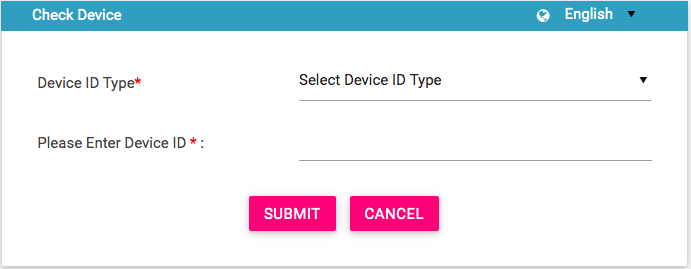 Check Device English
Device ID Type* Select Device ID Type
Please Enter Device ID * :
SUBMIT CANCEL